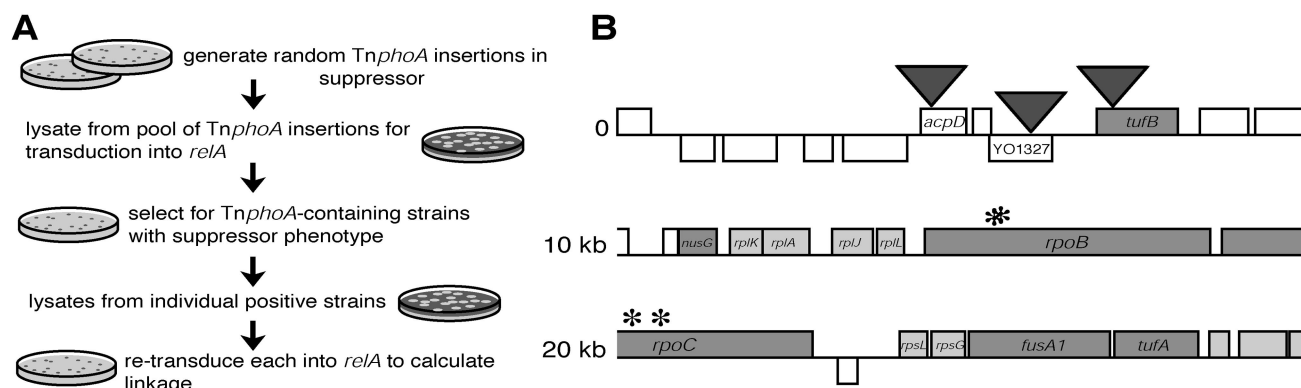 A
generate random TnphoA insertions in
suppressor
lysate from pool of TnphoA insertions for
transduction into relA
select for TnphoA-containing strains
with suppressor phenotype
lysates from individual positive strains
re-transduce each into relA to calculate
linkage
B
0
acpD
YO1327
tufB
10 kb
nusG
rplK
rplA
rplJ
rplL
**
rpoB
20 kb
* *
rpoC
rpsL
rpsG
fusA1
tufA